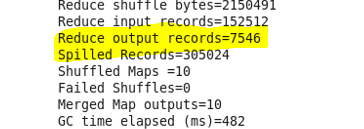 Reduce shuffle bytes=2150491
Reduce input records=152512
Reduce output records=7546
Spilled Records=305024
Shuffled Maps =10
Failed Shuffles=0
Merged Map outputs=10
GC time elapsed (ms)=482